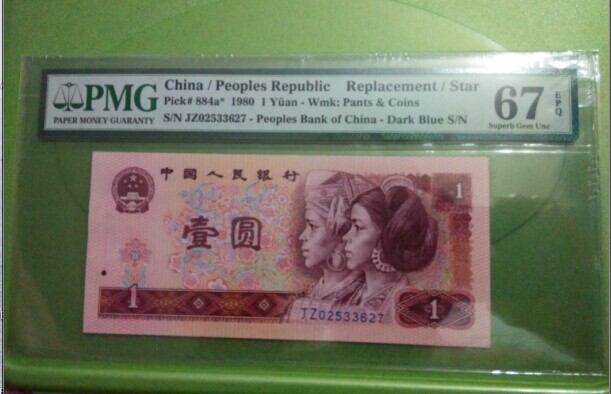 PMG
PAPER MONEY GUARANTY
China / Peoples Republic Replacement / Star
Pick# 884a* 1980 1 Yüan - Wmk: Pants & Coins
S/N JZ02533627 - Peoples Bank of China - Dark Blue S/N
67 EPQ
Superb Gem Unc
中国人民银行
1
壹圆
1
JZ02533627
1